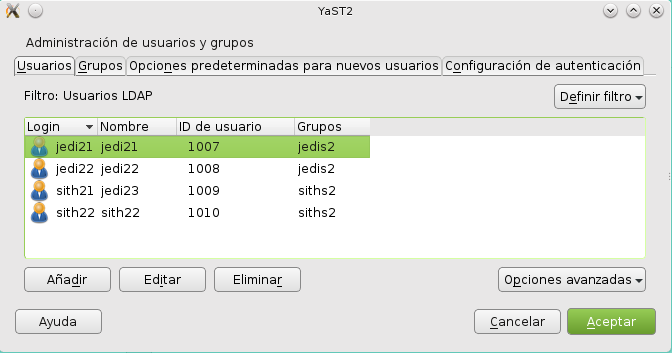 YaST2
Administración de usuarios y grupos
Usuarios Grupos Opciones predeterminadas para nuevos usuarios Configuración de autenticación
Filtro: Usuarios LDAP Definir filtro
Login Nombre ID de usuario Grupos
jedi21 jedi21 1007 jedis2
jedi22 jedi22 1008 jedis2
sith21 jedi23 1009 siths2
sith22 sith22 1010 siths2
Añadir Editar Eliminar Opciones avanzadas
Ayuda Cancelar Aceptar